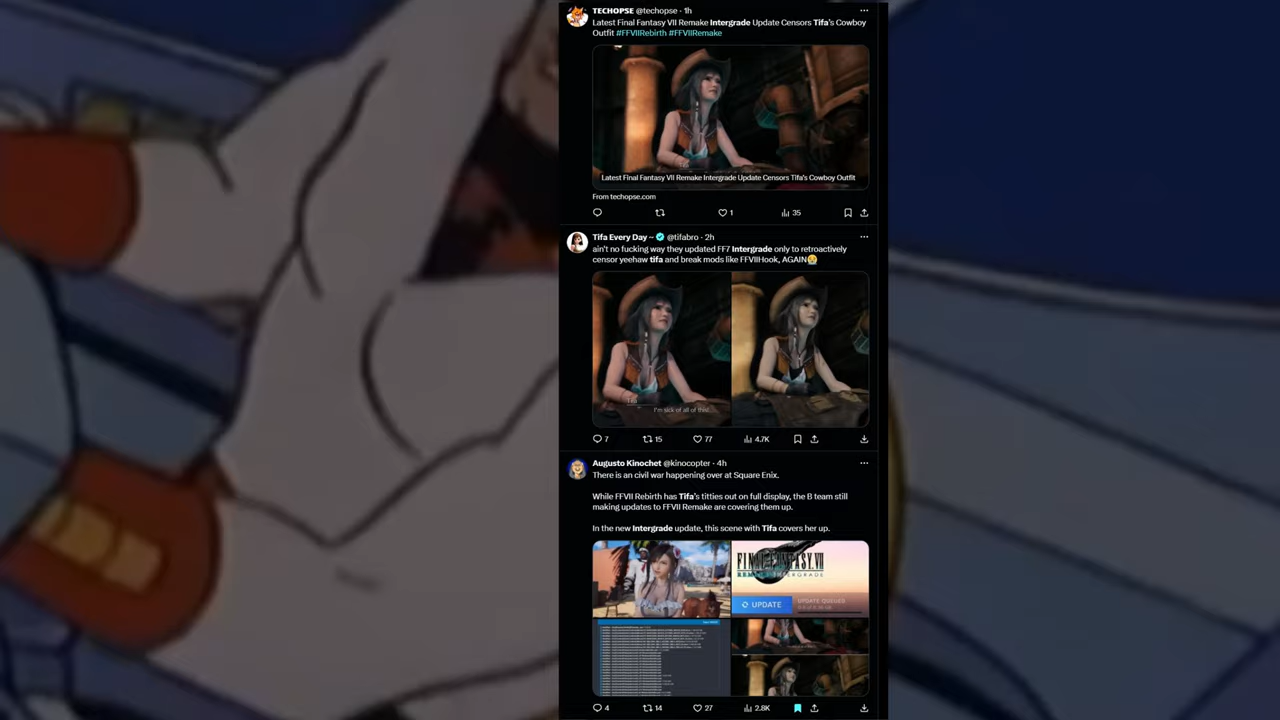 TECHOPSE @techopse · 1h
Latest Final Fantasy VII Remake Intergrade Update Censors Tifa's Cowboy
Outfit #FFVIIRebirth #FFVIIRemake
Latest Final Fantasy VII Remake Intergrade Update Censors Tifa's Cowboy Outfit
From techopse.com
1
35
Tifa Every Day ~ @tifabro · 2h
ain't no fucking way they updated FF7 Intergrade only to retroactively
censor yeehaw tifa and break mods like FFVIIHook, AGAIN😭
Tifa
I'm sick of all of this!
7
15
77
4.7K
Augusto Kinochet @kinocopter · 4h
There is an civil war happening over at Square Enix.
While FFVII Rebirth has Tifa's titties out on full display, the B team still
making updates to FFVII Remake are covering them up.
In the new Intergrade update, this scene with Tifa covers her up.
FINAL FANTASY VII
REMAKE INTERGRADE
UPDATE
UPDATE QUEUED
4
14
27
2.8K